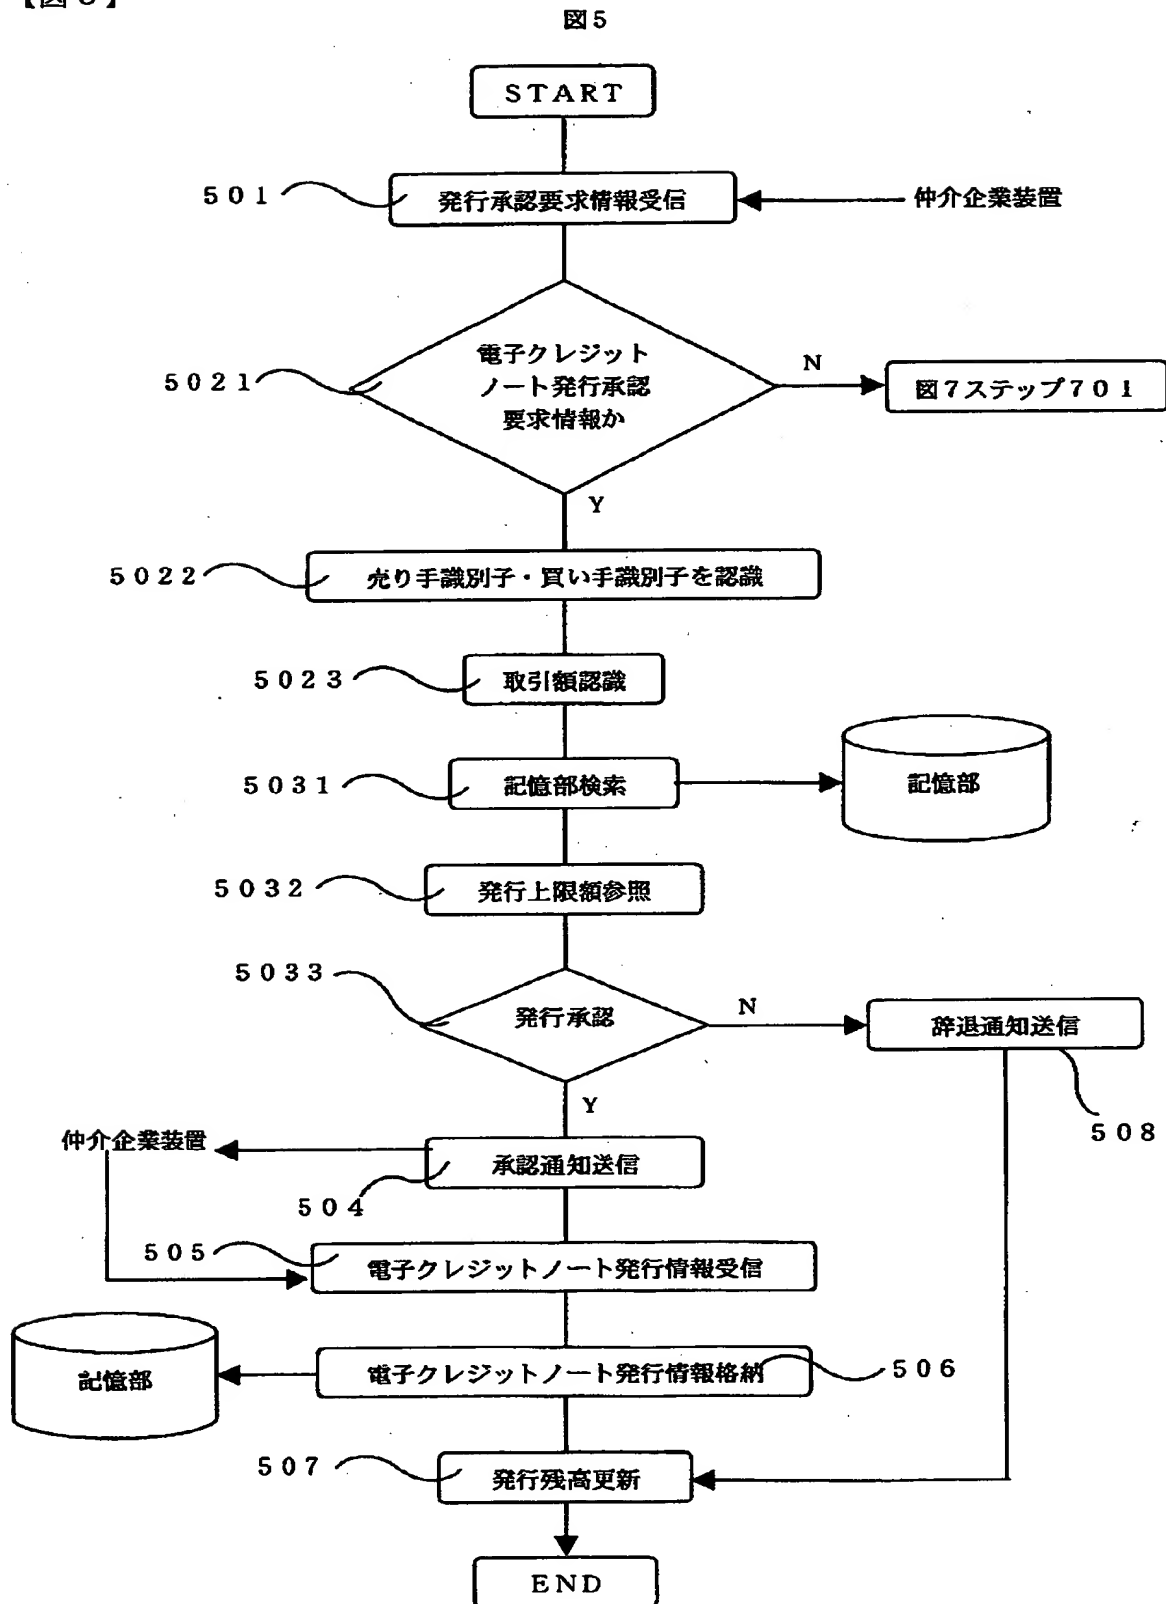 【図5】
図5
START
501
発行承認要求情報受信
仲介企業装置
電子クレジット
ノート発行承認
要求情報か
5021
N
図7ステップ701
Y
5022
売り手識別子・買い手識別子を認識
5023
取引額認識
5031
記憶部検索
記憶部
5032
発行上限額参照
5033
発行承認
N
辞退通知送信
508
Y
仲介企業装置
承認通知送信
504
505
電子クレジットノート発行情報受信
記憶部
電子クレジットノート発行情報格納
506
507
発行残高更新
END